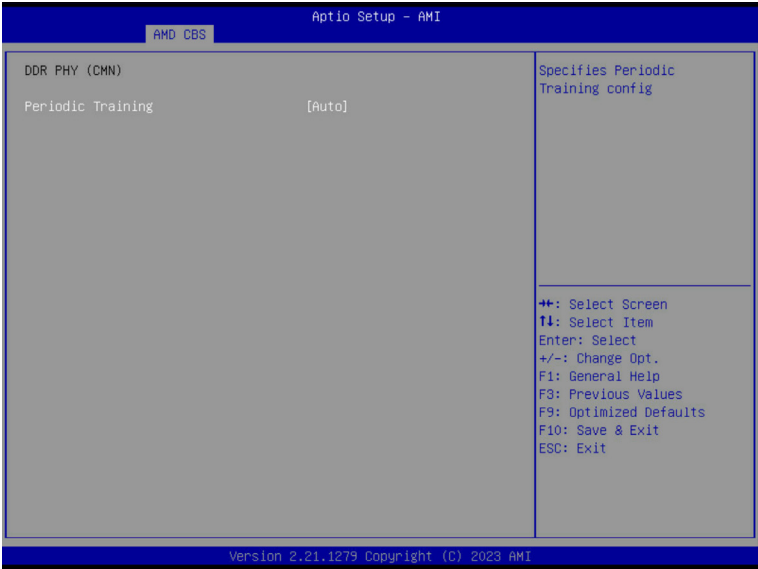 Aptio Setup – AMI
AMD CBS
DDR PHY (CMN)
Periodic Training [Auto]
Specifies Periodic
Training config
→←: Select Screen
↑↓: Select Item
Enter: Select
+/-: Change Opt.
F1: General Help
F3: Previous Values
F9: Optimized Defaults
F10: Save & Exit
ESC: Exit
Version 2.21.1279 Copyright (C) 2023 AMI